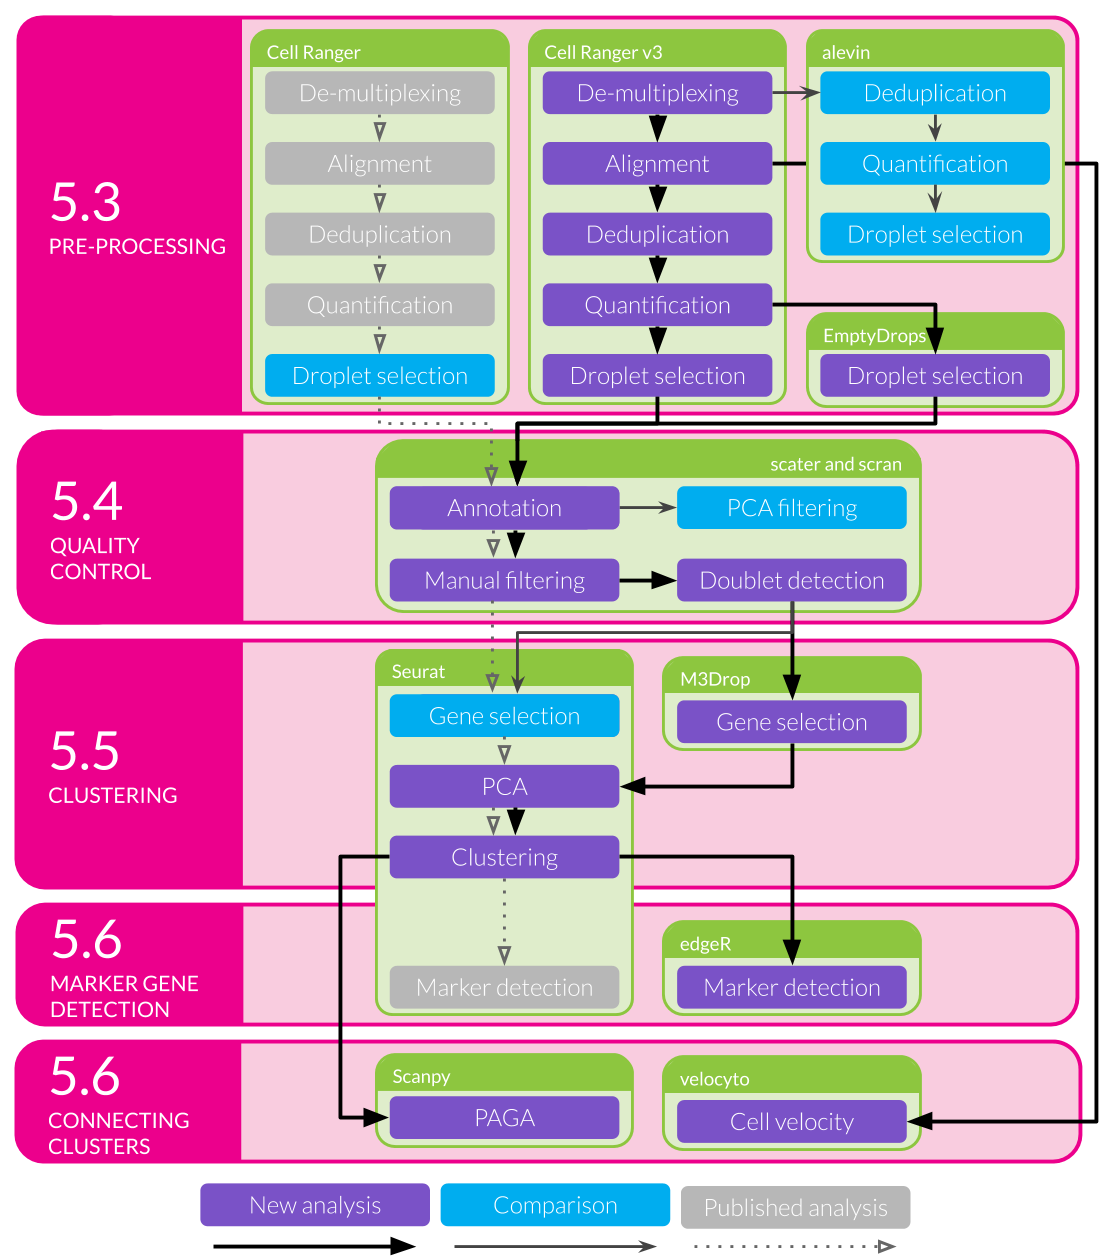 5.3
PRE-PROCESSING
Cell Ranger
De-multiplexing
Alignment
Deduplication
Quantification
Droplet selection
Cell Ranger v3
De-multiplexing
Alignment
Deduplication
Quantification
Droplet selection
alevin
Deduplication
Quantification
Droplet selection
EmptyDrops
Droplet selection
5.4
QUALITY
CONTROL
scater and scran
Annotation
PCA filtering
Manual filtering
Doublet detection
5.5
CLUSTERING
Seurat
Gene selection
PCA
Clustering
M3Drop
Gene selection
5.6
MARKER GENE
DETECTION
Marker detection
edgeR
Marker detection
5.6
CONNECTING
CLUSTERS
Scanpy
PAGA
velocyto
Cell velocity
New analysis
Comparison
Published analysis